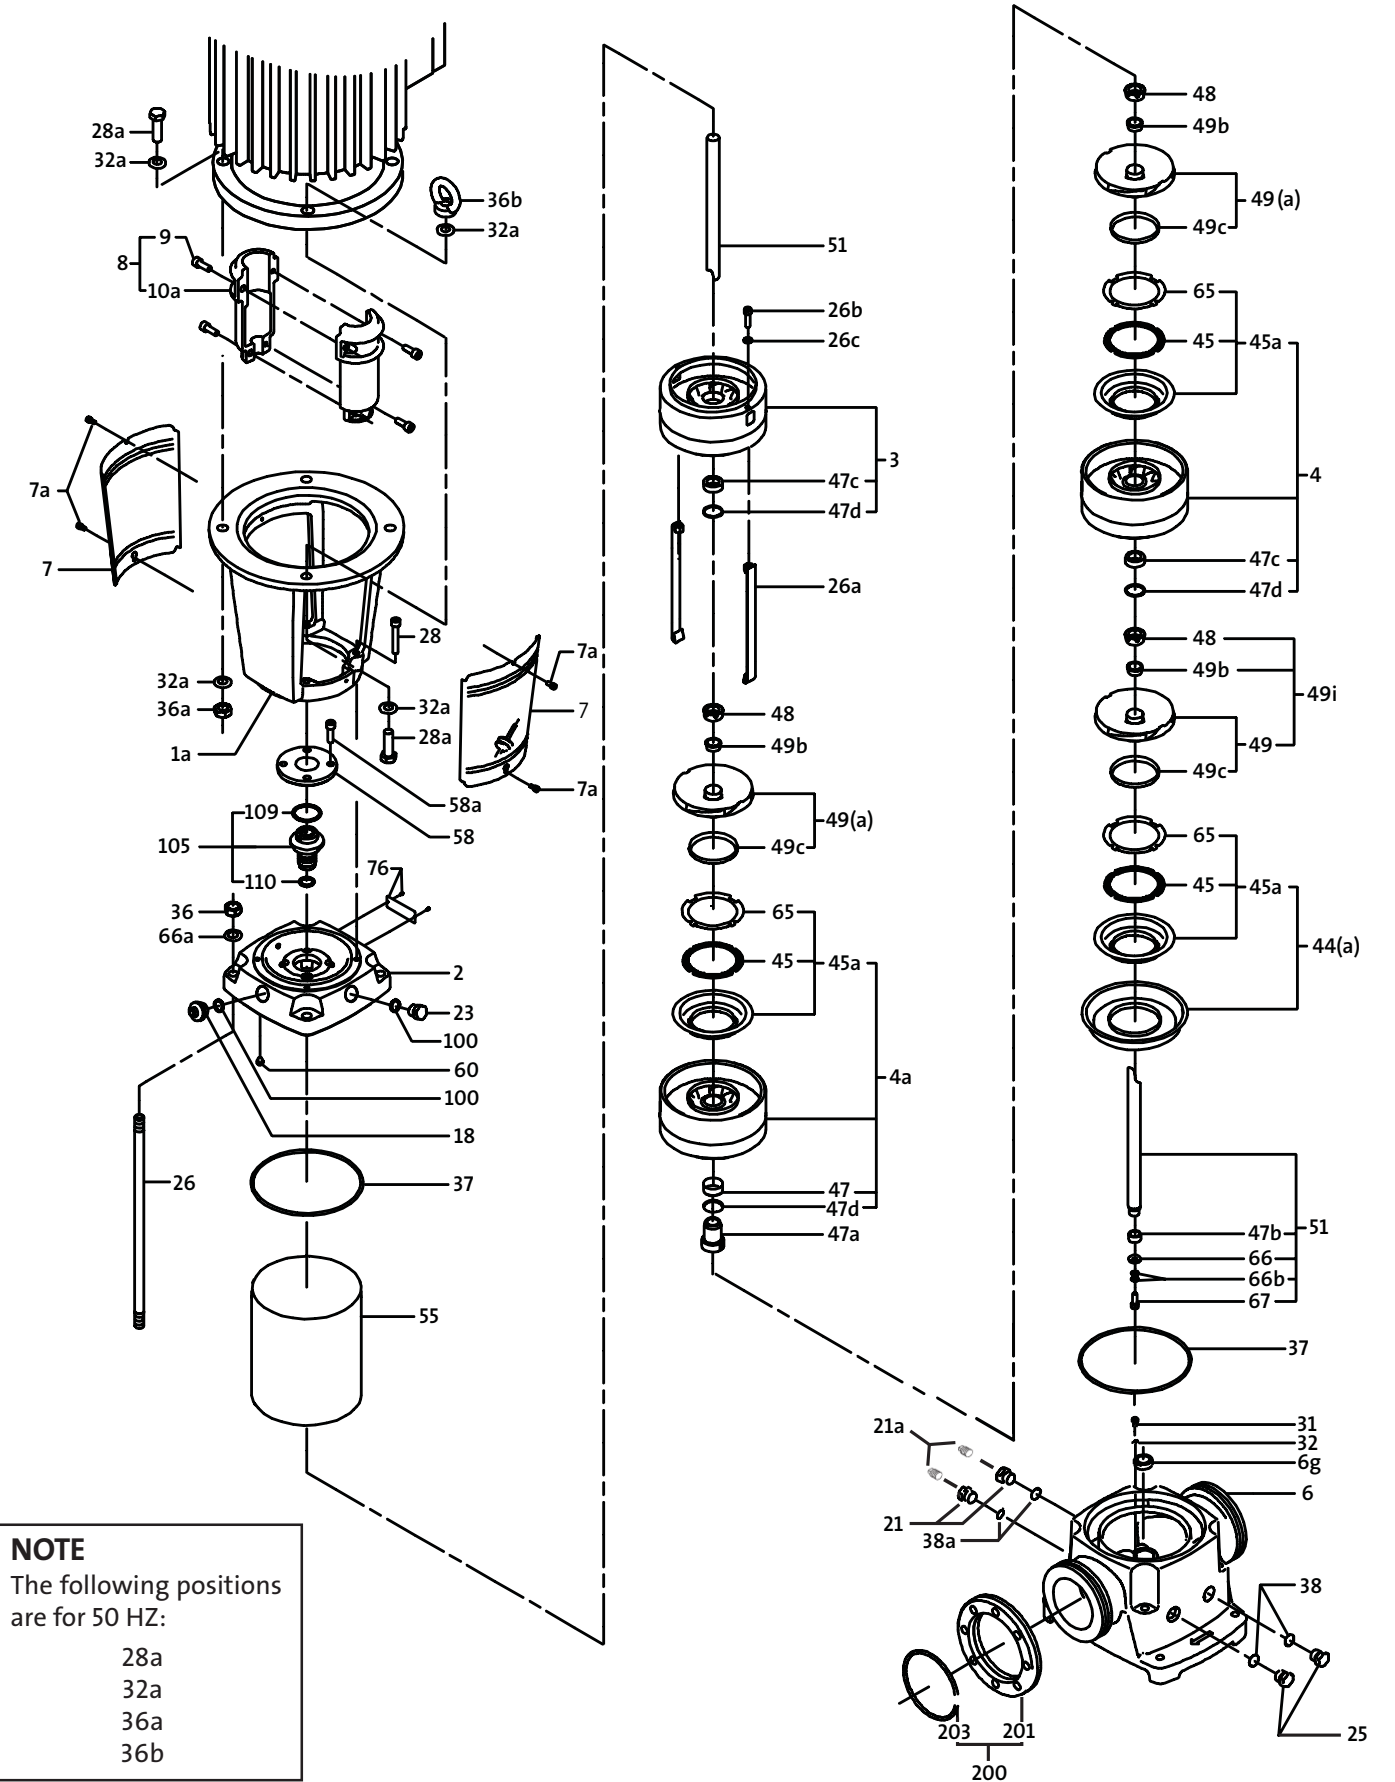 28a
32a
36b
32a
9
8
10a
7a
7
28
7a
32a
36a
32a
7
28a
1a
7a
58a
58
109
105
110
76
36
66a
2
23
100
60
100
18
26
37
55
NOTE
The following positions
are for 50 HZ:
28a
32a
36a
36b
51
26b
26c
3
47c
47d
26a
48
49b
49(a)
49c
65
45
45a
4a
47
47d
47a
48
49b
49(a)
49c
65
45
45a
4
47c
47d
48
49b
49i
49
49c
65
45
45a
44(a)
51
47b
66
66b
67
37
31
32
6g
6
21a
21
38a
38
25
203
201
200